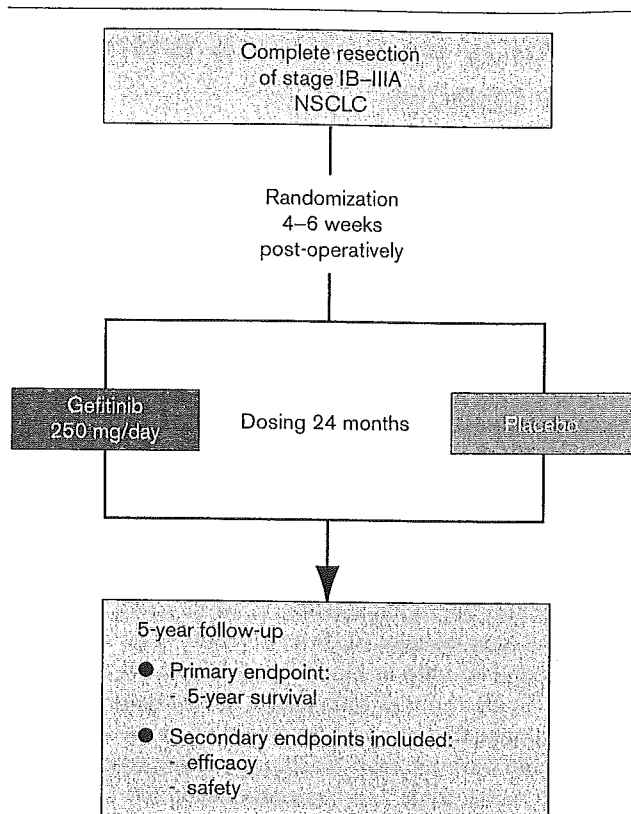 Complete resection
of stage IB–IIIA
NSCLC
Randomization
4–6 weeks
post-operatively
Gefitinib
250 mg/day
Dosing 24 months
Placebo
5-year follow-up
● Primary endpoint:
- 5-year survival
● Secondary endpoints included:
- efficacy
- safety